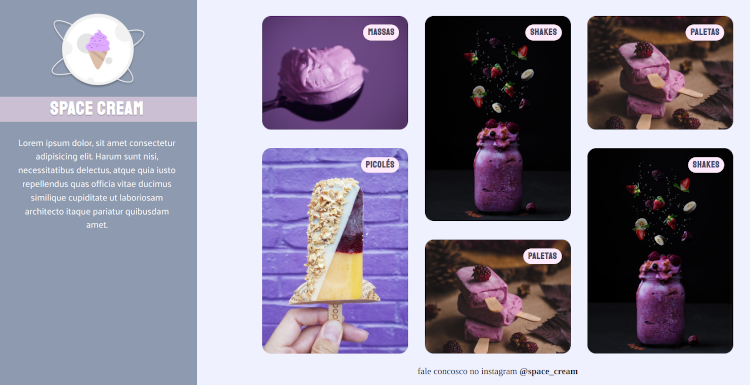 SPACE CREAM
Lorem ipsum dolor, sit amet consectetur
adipisicing elit. Harum sunt nisi,
necessitatibus delectus, atque quia iusto
repellendus quas officia vitae ducimus
similique cupiditate ut laboriosam
architecto itaque pariatur quibusdam
amet.
MASSAS
SHAKES
PALETAS
PICOLÉS
SHAKES
PALETAS
fale concosco no instagram @space_cream